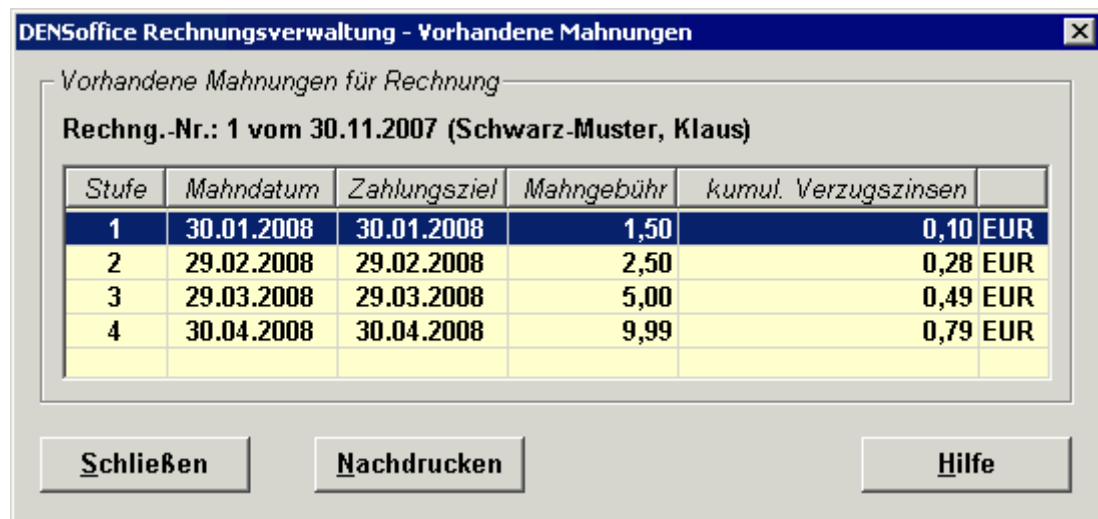 DENSoffice Rechnungsverwaltung - Vorhandene Mahnungen
Vorhandene Mahnungen für Rechnung
Rechng.-Nr.: 1 vom 30.11.2007 (Schwarz-Muster, Klaus)
Stufe Mahndatum Zahlungsziel Mahngebühr kumul. Verzugszinsen
1 30.01.2008 30.01.2008 1,50 0,10 EUR
2 29.02.2008 29.02.2008 2,50 0,28 EUR
3 29.03.2008 29.03.2008 5,00 0,49 EUR
4 30.04.2008 30.04.2008 9,99 0,79 EUR
Schließen Nachdrucken Hilfe